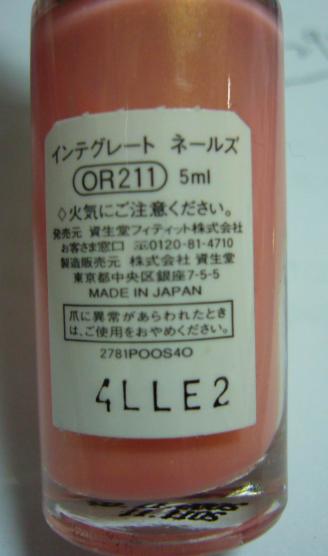 インテグレート ネールズ
OR211 5ml
◇火気にご注意ください。
発売元 資生堂フィティット株式会社
お客さま窓口 0120-81-4710
製造販売元 株式会社 資生堂
東京都中央区銀座7-5-5
MADE IN JAPAN
爪に異常があらわれたとき
は、ご使用をおやめください。
2781POOS4O
4LLE2